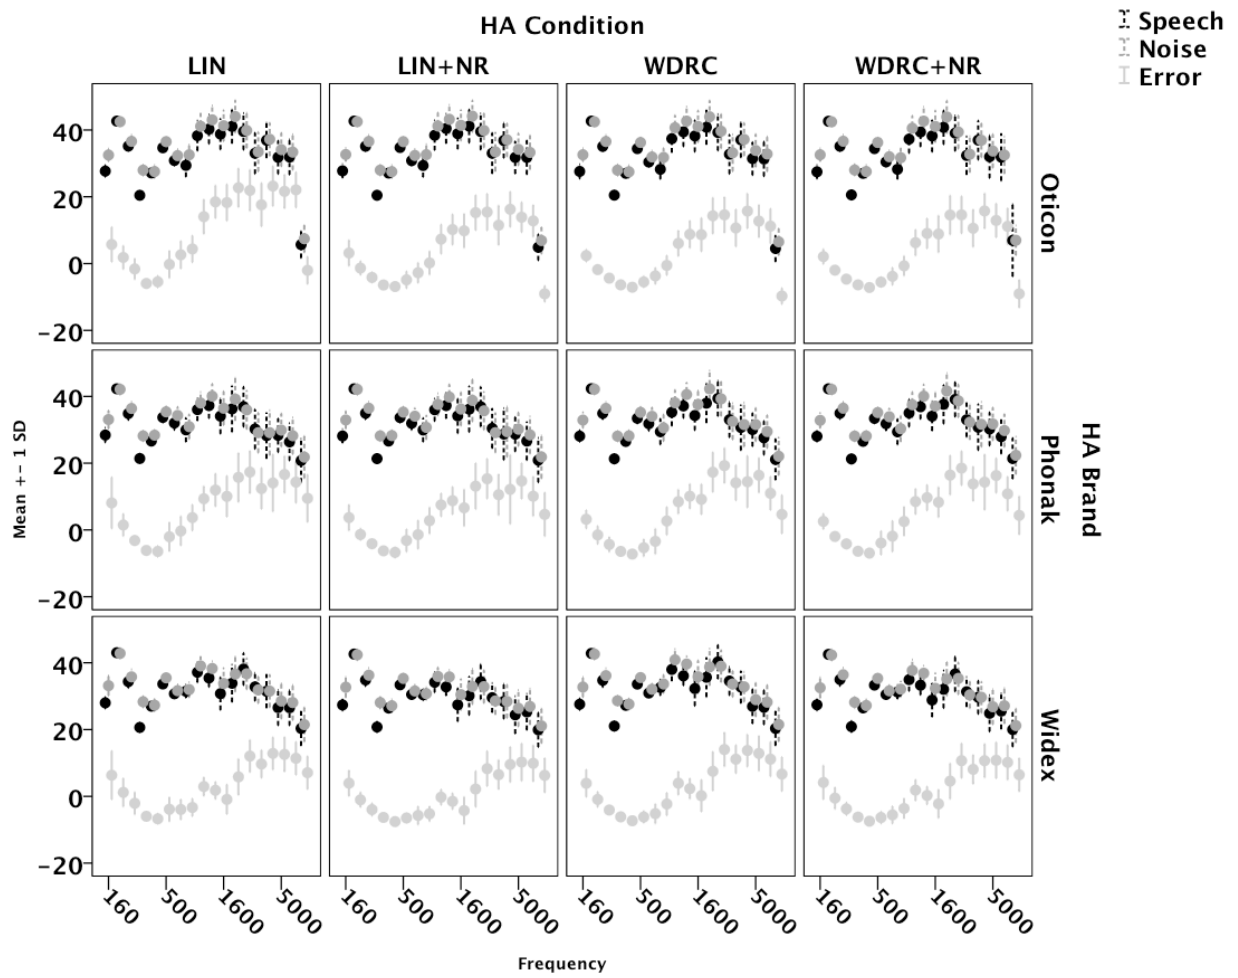 HA Condition
Speech
Noise
Error
LIN LIN+NR WDRC WDRC+NR
40
20
0
−20
Oticon
40
20
0
−20
Phonak
40
20
0
−20
Widex
Mean +- 1 SD
HA Brand
160 500 1600 5000 160 500 1600 5000 160 500 1600 5000 160 500 1600 5000
Frequency